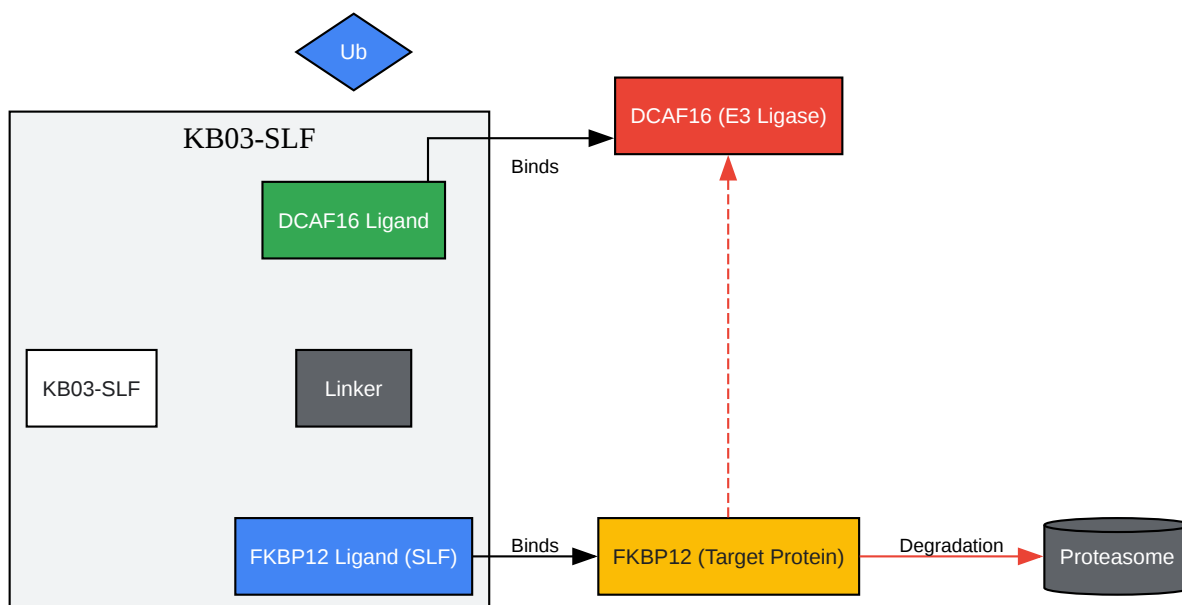 Ub
DCAF16 (E3 Ligase)
KB03-SLF
Binds
DCAF16 Ligand
KB03-SLF
Linker
FKBP12 Ligand (SLF)
Binds
FKBP12 (Target Protein)
Degradation
Proteasome